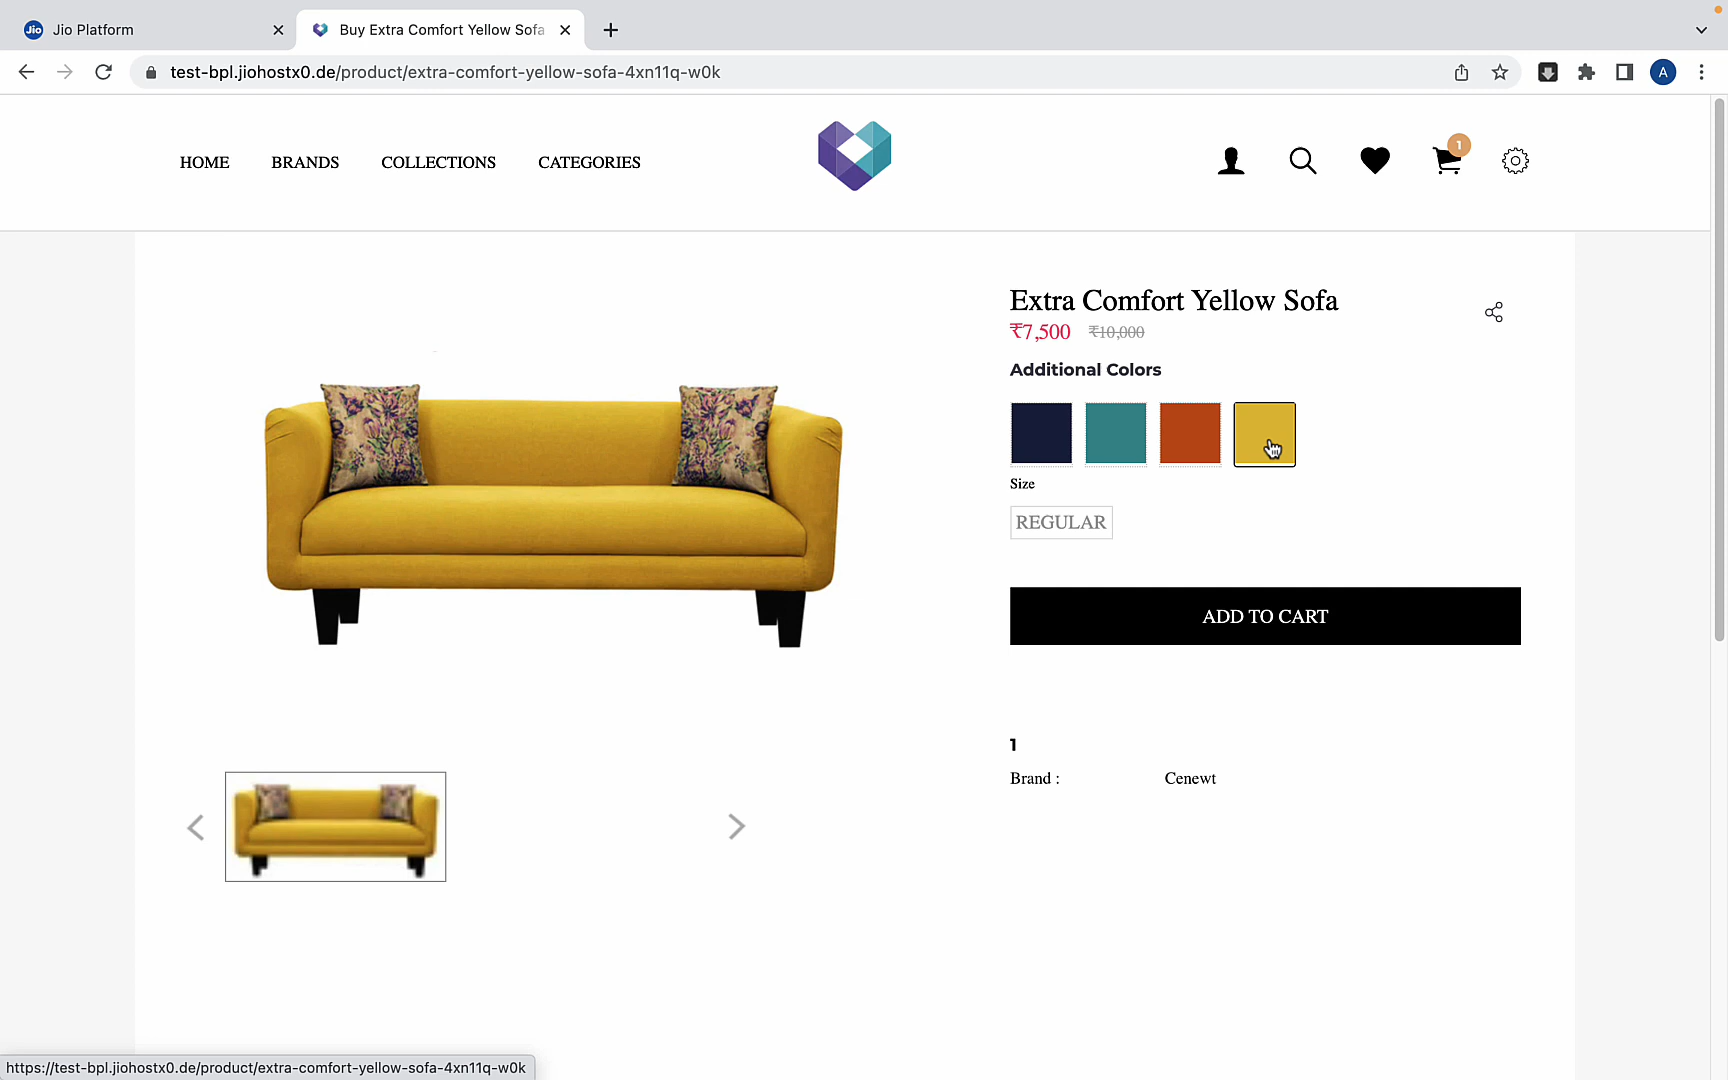 Jio
Jio Platform
Buy Extra Comfort Yellow Sofa
test-bpl.jiohostx0.de/product/extra-comfort-yellow-sofa-4xn11q-w0k
A
HOME
BRANDS
COLLECTIONS
CATEGORIES
1
Extra Comfort Yellow Sofa
₹7,500 ₹10,000
Additional Colors
Size
REGULAR
ADD TO CART
1
Brand : Cenewt
https://test-bpl.jiohostx0.de/product/extra-comfort-yellow-sofa-4xn11q-w0k